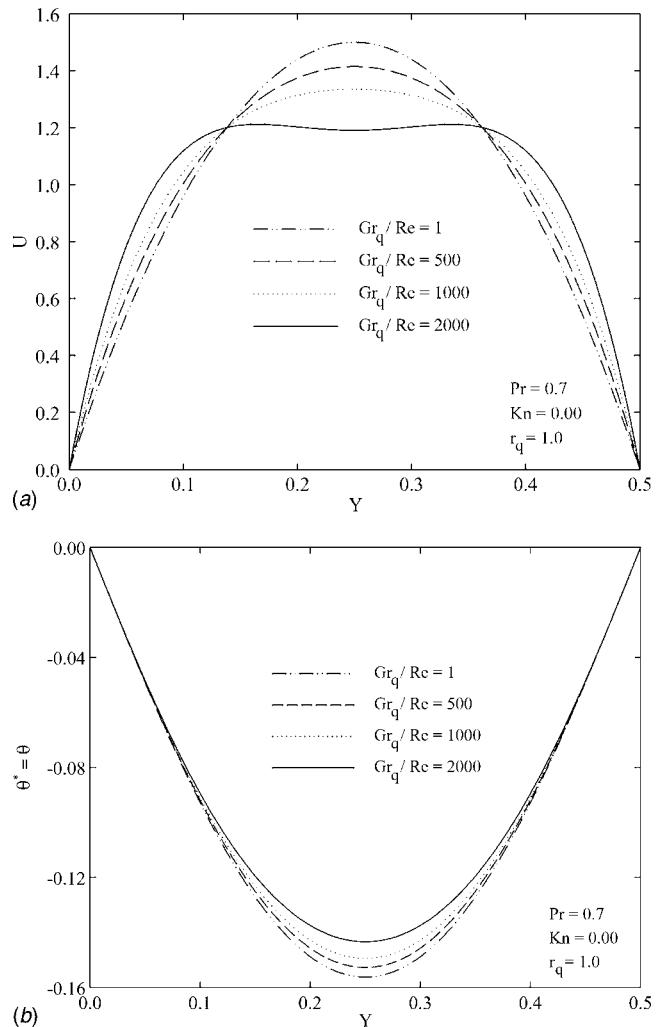 1.6
1.4
1.2
1.0
0.8
0.6
0.4
0.2
0.0
U
Gr_q / Re = 1
Gr_q / Re = 500
Gr_q / Re = 1000
Gr_q / Re = 2000
Pr = 0.7
Kn = 0.00
r_q = 1.0
0.0 0.1 0.2 0.3 0.4 0.5
(a) Y
0.00
-0.04
-0.08
-0.12
-0.16
θ* = θ
Gr_q / Re = 1
Gr_q / Re = 500
Gr_q / Re = 1000
Gr_q / Re = 2000
Pr = 0.7
Kn = 0.00
r_q = 1.0
0.0 0.1 0.2 0.3 0.4 0.5
(b) Y